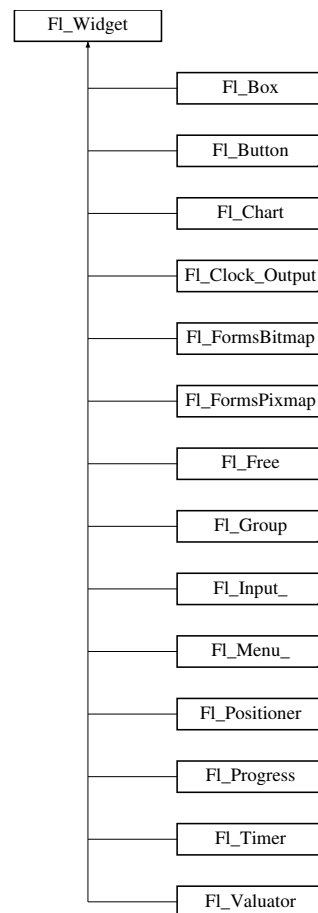 Fl_Widget
Fl_Box
Fl_Button
Fl_Chart
Fl_Clock_Output
Fl_FormsBitmap
Fl_FormsPixmap
Fl_Free
Fl_Group
Fl_Input_
Fl_Menu_
Fl_Positioner
Fl_Progress
Fl_Timer
Fl_Valuator